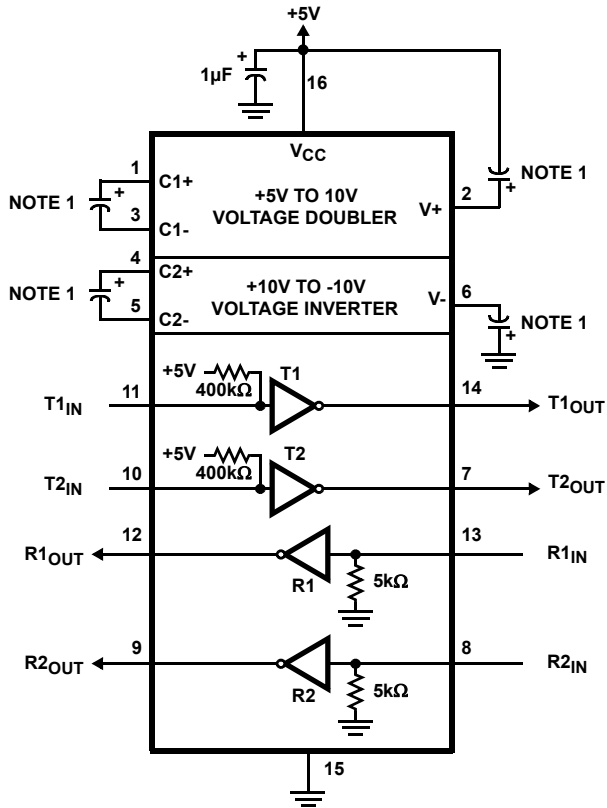 +5V
+
1µF
16
VCC
1
C1+
NOTE 1
+
3
C1-
+5V TO 10V
VOLTAGE DOUBLER
V+
2
NOTE 1
+
4
C2+
NOTE 1
+
5
C2-
+10V TO -10V
VOLTAGE INVERTER
V-
6
NOTE 1
+
+5V
400kΩ
T1
T1IN
11
14
T1OUT
+5V
400kΩ
T2
T2IN
10
7
T2OUT
R1OUT
12
13
R1IN
R1
5kΩ
R2OUT
9
8
R2IN
R2
5kΩ
15